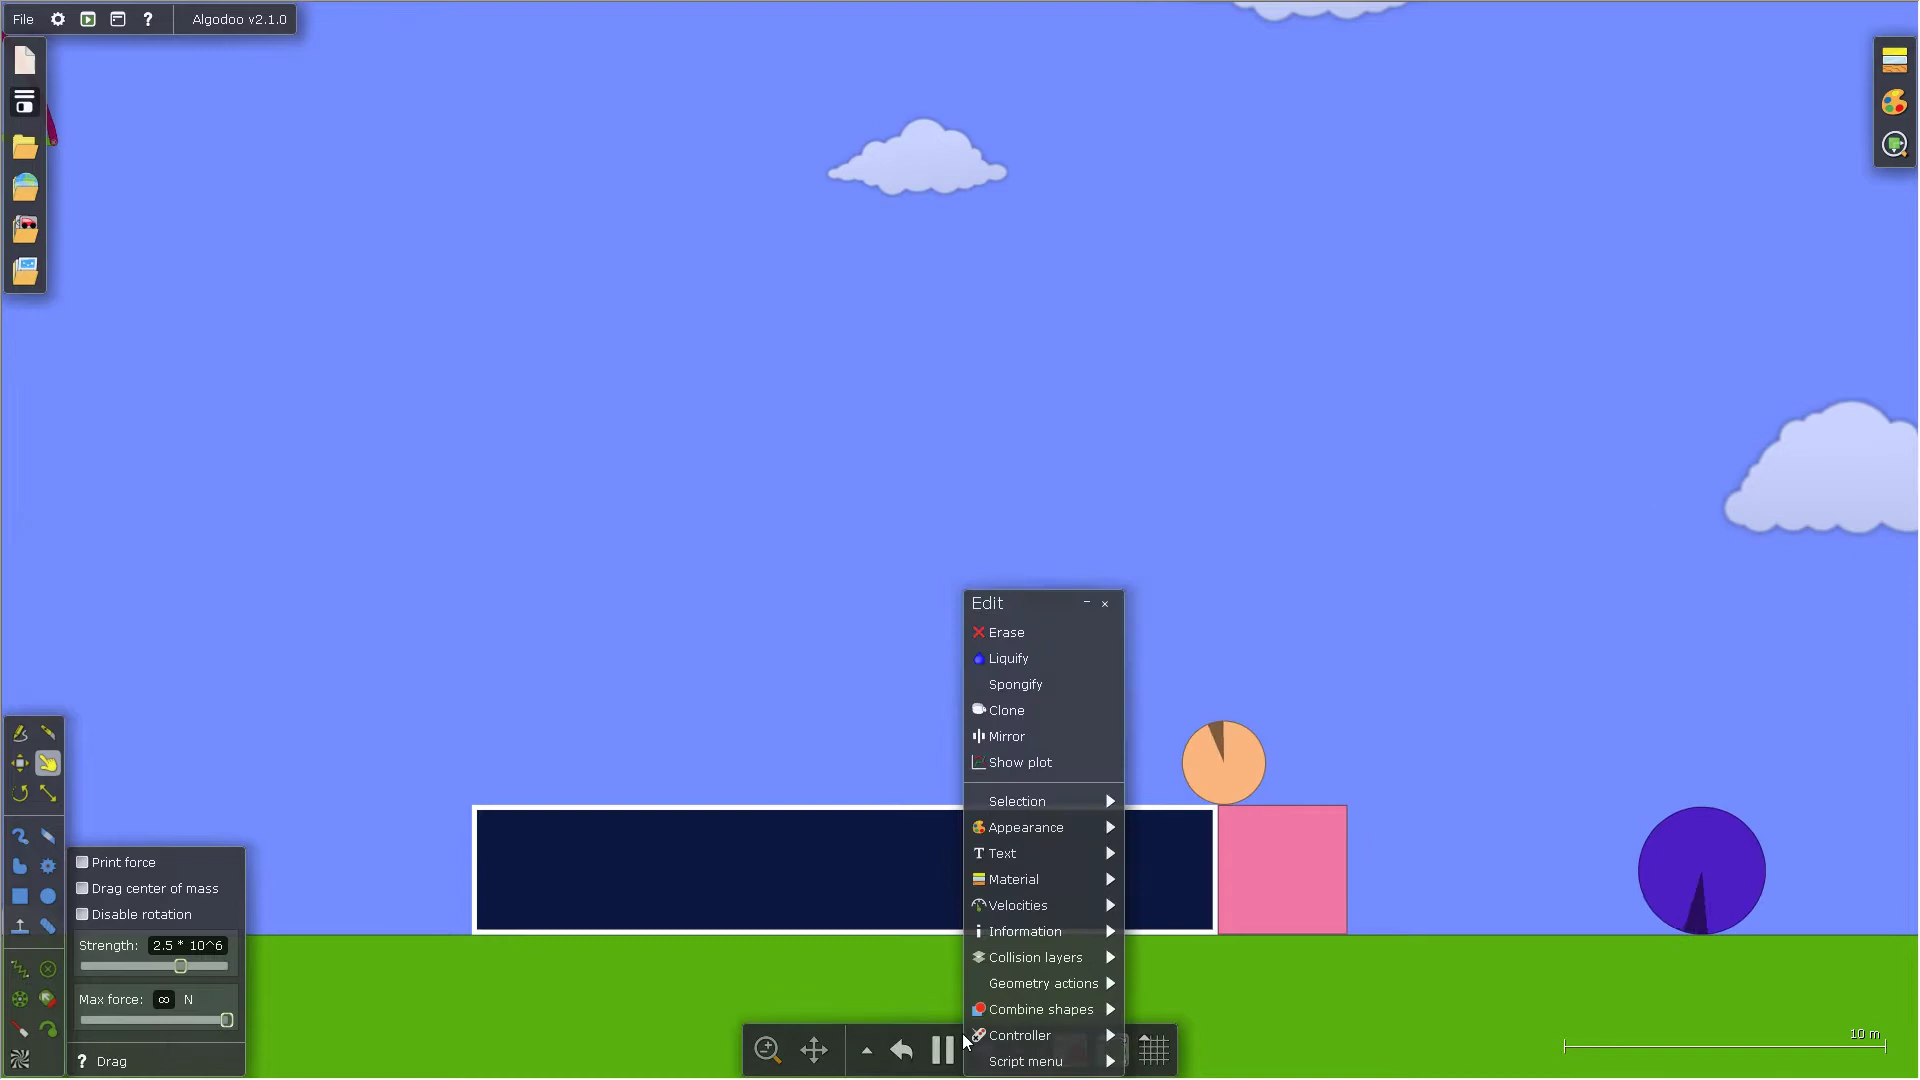 File
?
Algodoo v2.1.0
Edit
Erase
Liquify
Spongify
Clone
Mirror
Show plot
Selection
Appearance
T Text
Material
Velocities
i Information
Collision layers
Geometry actions
Combine shapes
Controller
Script menu
Print force
Drag center of mass
Disable rotation
Strength: 2.5 * 10^6
Max force: ∞ N
? Drag
10 m